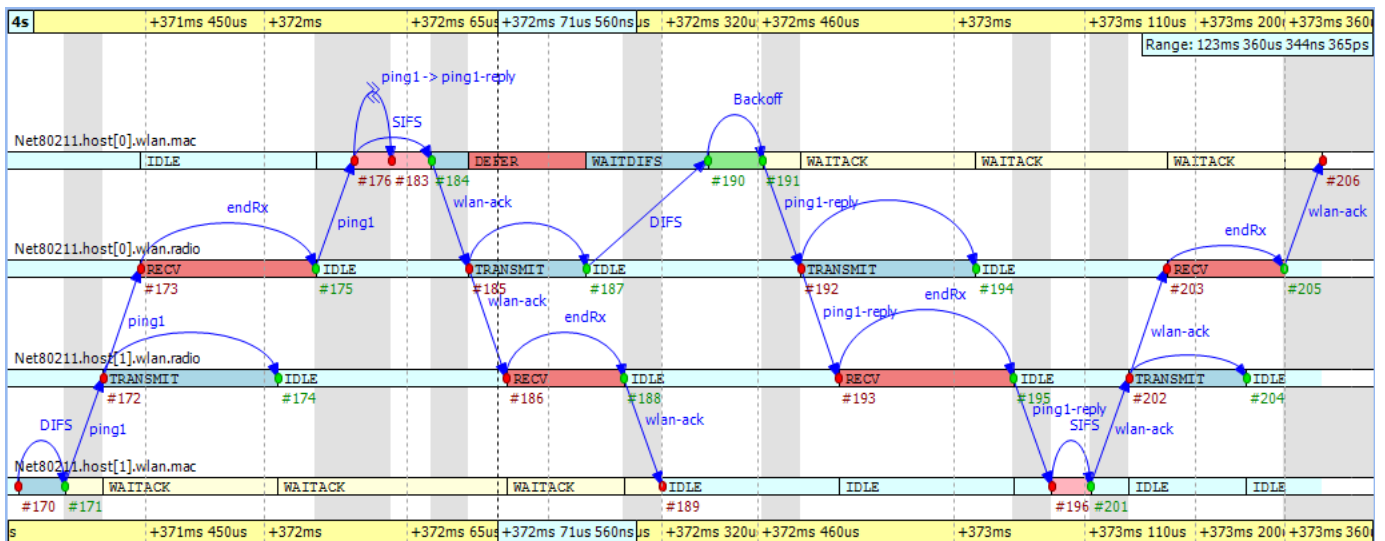 4s +371ms 450us +372ms +372ms 65us +372ms 71us 560ns us +372ms 320u +372ms 460us +373ms +373ms 110us +373ms 200 +373ms 360u
Range: 123ms 360us 344ns 365ps
ping1 -> ping1-reply
Backoff
SIFS
Net80211.host[0].wlan.mac
IDLE DEFER WAITDIFS WAITACK WAITACK WAITACK
#176 #183 #184 #190 #191 #206
endRx ping1 wlan-ack DIFS ping1-reply endRx wlan-ack
Net80211.host[0].wlan.radio
RECV IDLE TRANSMIT IDLE TRANSMIT IDLE RECV IDLE
#173 #175 #185 #187 #192 #194 #203 #205
ping1 wlan-ack endRx ping1-reply endRx wlan-ack
Net80211.host[1].wlan.radio
TRANSMIT IDLE RECV IDLE RECV IDLE TRANSMIT IDLE
#172 #174 #186 #188 #193 #195 #202 #204
DIFS ping1 wlan-ack ping1-reply SIFS wlan-ack
Net80211.host[1].wlan.mac
WAITACK WAITACK WAITACK IDLE IDLE IDLE IDLE
#170 #171 #189 #196 #201
s +371ms 450us +372ms +372ms 65us +372ms 71us 560ns us +372ms 320u +372ms 460us +373ms +373ms 110us +373ms 200 +373ms 360u